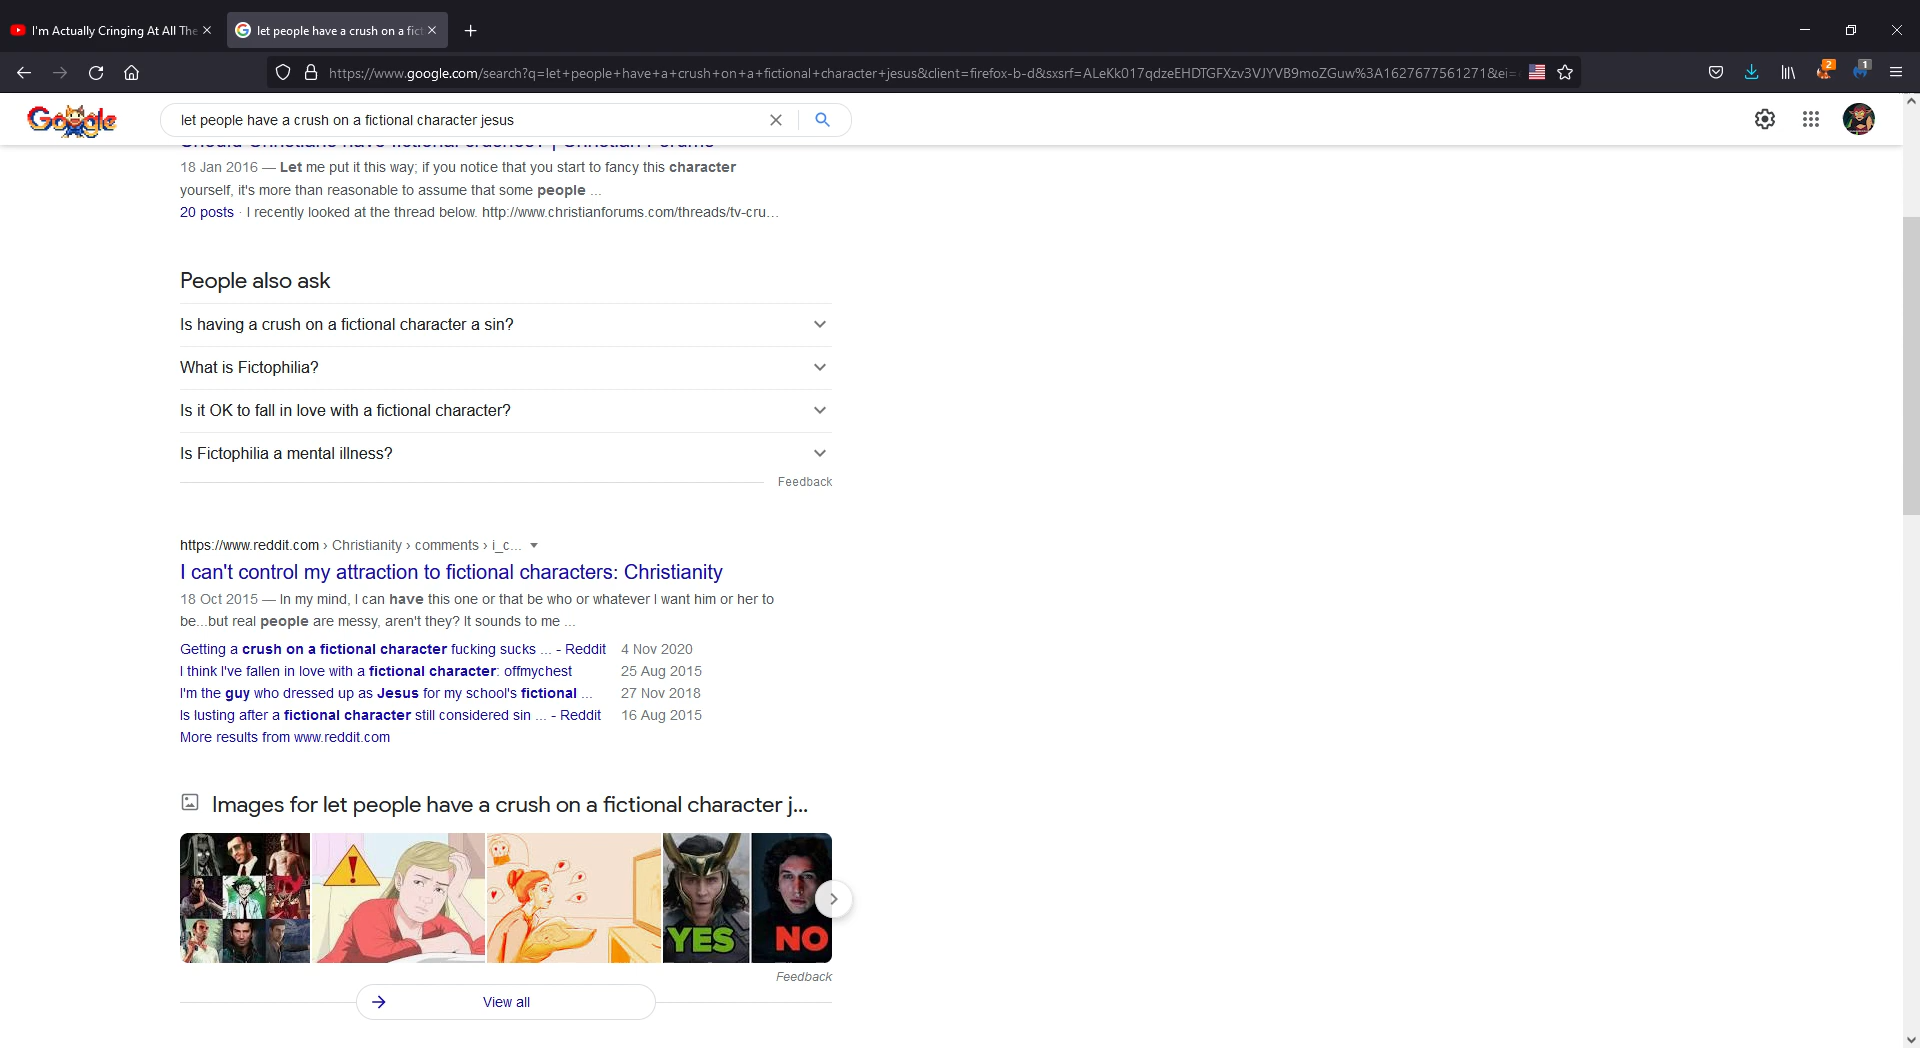 I'm Actually Cringing At All The
let people have a crush on a fict
https://www.google.com/search?q=let+people+have+a+crush+on+a+fictional+character+jesus&client=firefox-b-d&sxsrf=ALeKk017qdzeEHDTGFXzv3VJYVB9moZGuw%3A1627677561271&ei=
2
1
Google
let people have a crush on a fictional character jesus
Should Christians have fictional crushes? | Christian Forums
18 Jan 2016 — Let me put it this way; if you notice that you start to fancy this character
yourself, it's more than reasonable to assume that some people ...
20 posts · I recently looked at the thread below. http://www.christianforums.com/threads/tv-cru...
People also ask
Is having a crush on a fictional character a sin?
What is Fictophilia?
Is it OK to fall in love with a fictional character?
Is Fictophilia a mental illness?
Feedback
https://www.reddit.com › Christianity › comments › i_c...
I can't control my attraction to fictional characters: Christianity
18 Oct 2015 — In my mind, I can have this one or that be who or whatever I want him or her to
be...but real people are messy, aren't they? It sounds to me ...
Getting a crush on a fictional character fucking sucks ... - Reddit 4 Nov 2020
I think I've fallen in love with a fictional character: offmychest 25 Aug 2015
I'm the guy who dressed up as Jesus for my school's fictional ... 27 Nov 2018
Is lusting after a fictional character still considered sin ... - Reddit 16 Aug 2015
More results from www.reddit.com
Images for let people have a crush on a fictional character j...
YES
NO
Feedback
View all